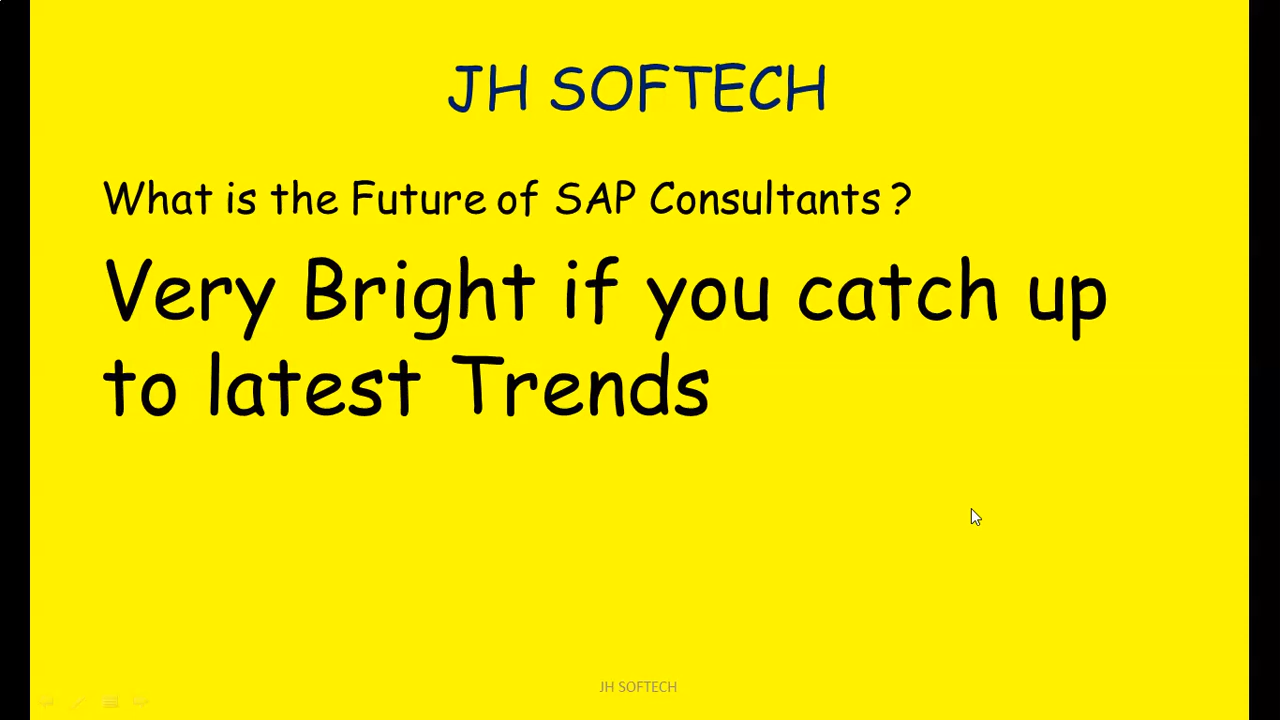 JH SOFTECH
What is the Future of SAP Consultants ?
Very Bright if you catch up
to latest Trends
JH SOFTECH